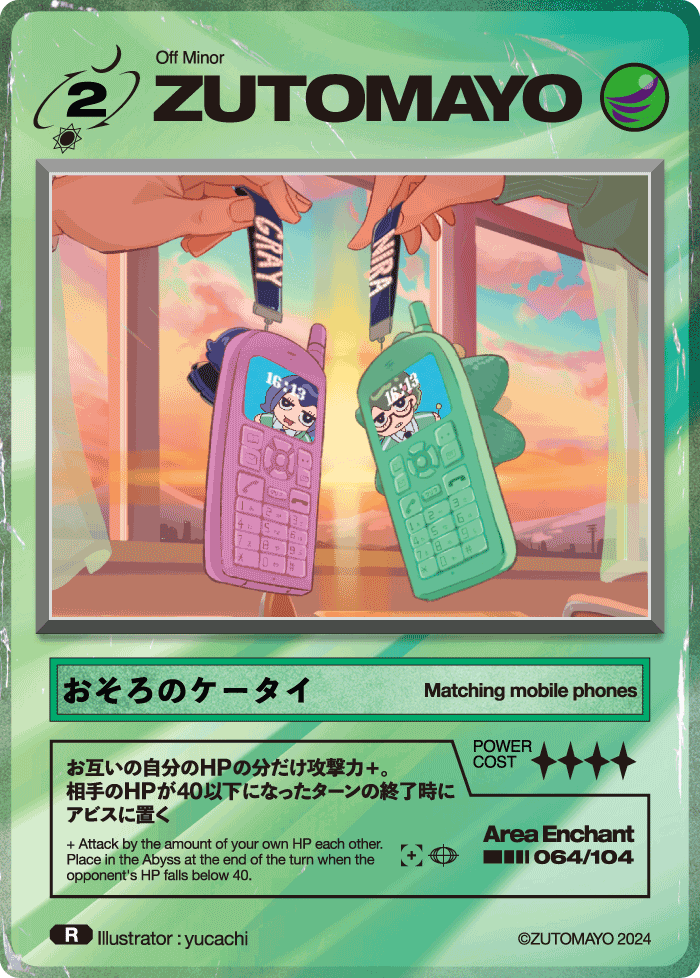 Off Minor
2
ZUTOMAYO
GRAY
NIRA
16:13
16:13
おそろのケータイ
Matching mobile phones
POWER
COST
お互いの自分のHPの分だけ攻撃力+。
相手のHPが40以下になったターンの終了時に
アビスに置く
+ Attack by the amount of your own HP each other.
Place in the Abyss at the end of the turn when the
opponent's HP falls below 40.
Area Enchant
064/104
R
Illustrator : yucachi
©ZUTOMAYO 2024